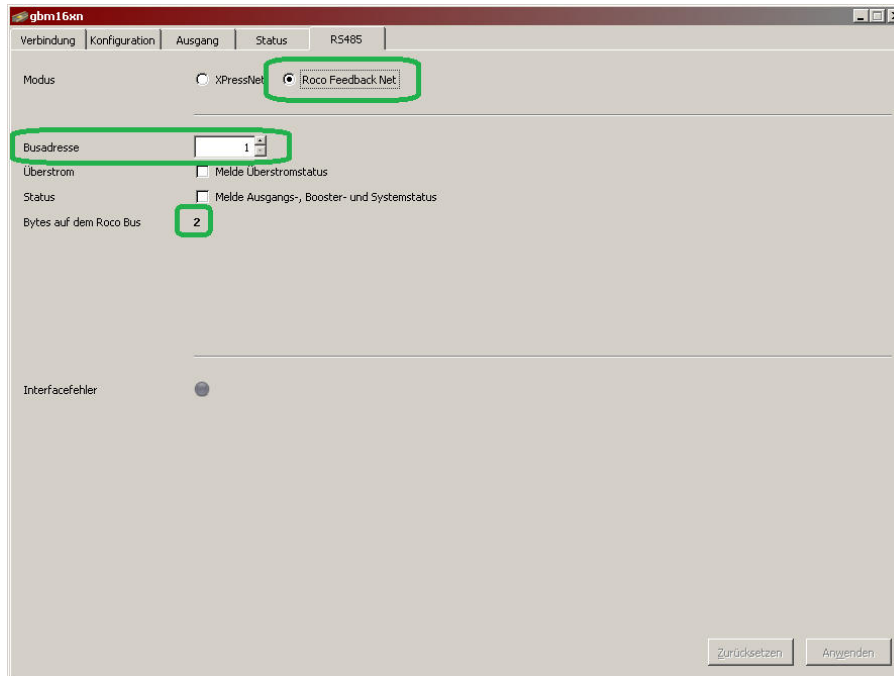 gbm16xn
Verbindung Konfiguration Ausgang Status RS485
Modus XPressNet Roco Feedback Net
Busadresse 1
Überstrom Melde Überstromstatus
Status Melde Ausgangs-, Booster- und Systemstatus
Bytes auf dem Roco Bus 2
Interfacefehler
Zurücksetzen Anwenden